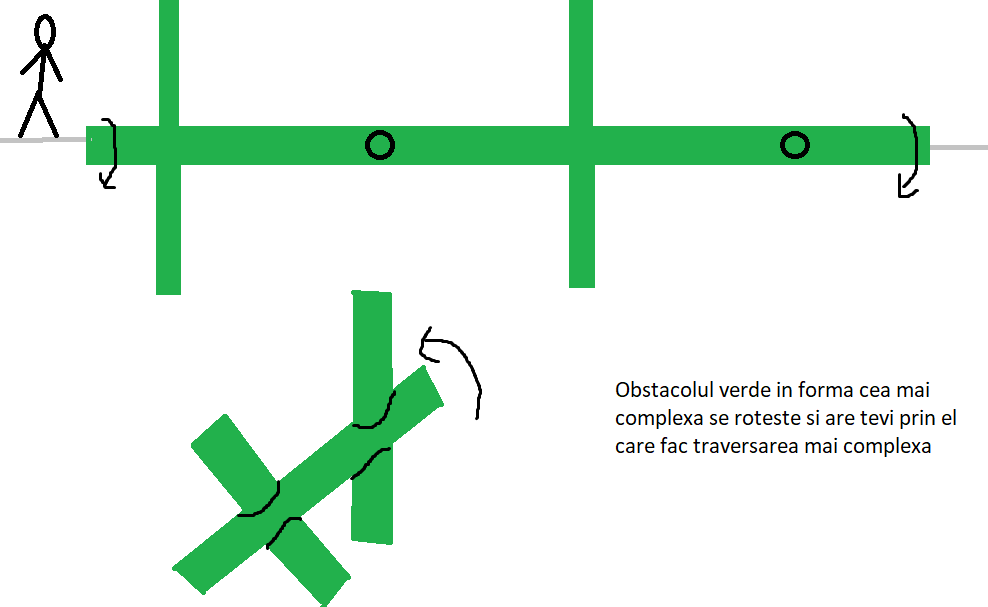 Obstacolul verde in forma cea mai
complexa se roteste si are tevi prin el
care fac traversarea mai complexa